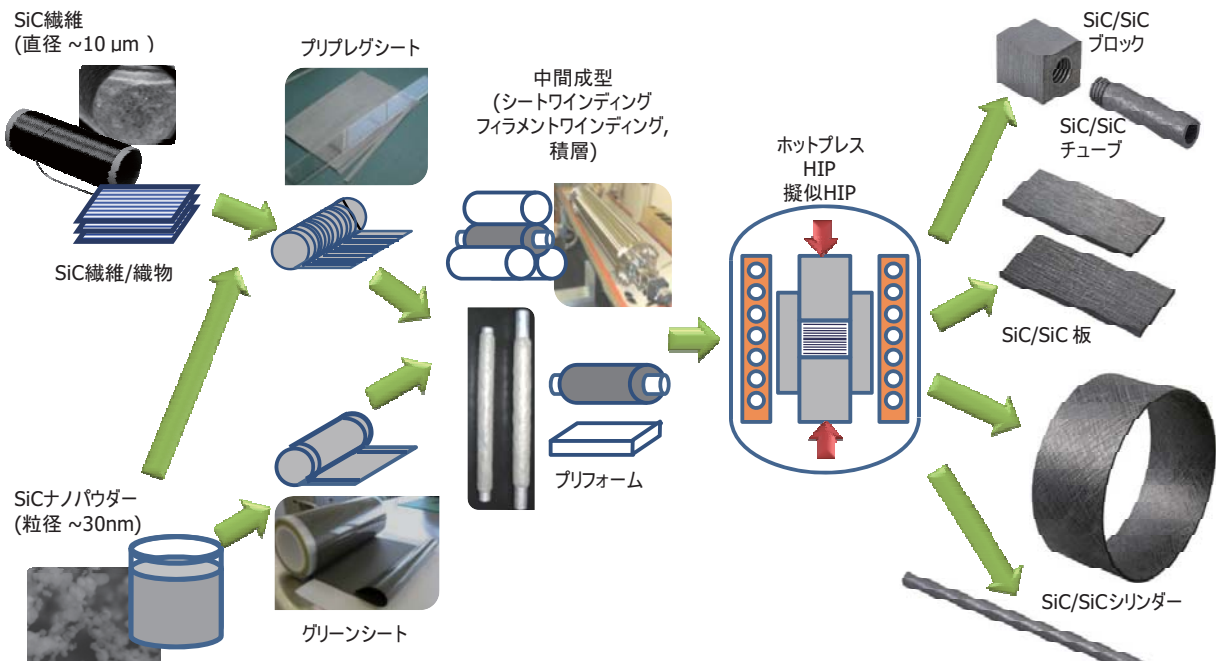 SiC繊維
(直径 ~10 µm )
プリプレグシート
中間成型
(シートワインディング
フィラメントワインディング,
積層)
ホットプレス
HIP
擬似HIP
SiC/SiC
ブロック
SiC/SiC
チューブ
SiC繊維/織物
SiC/SiC 板
プリフォーム
SiCナノパウダー
(粒径 ~30nm)
グリーンシート
SiC/SiCシリンダー